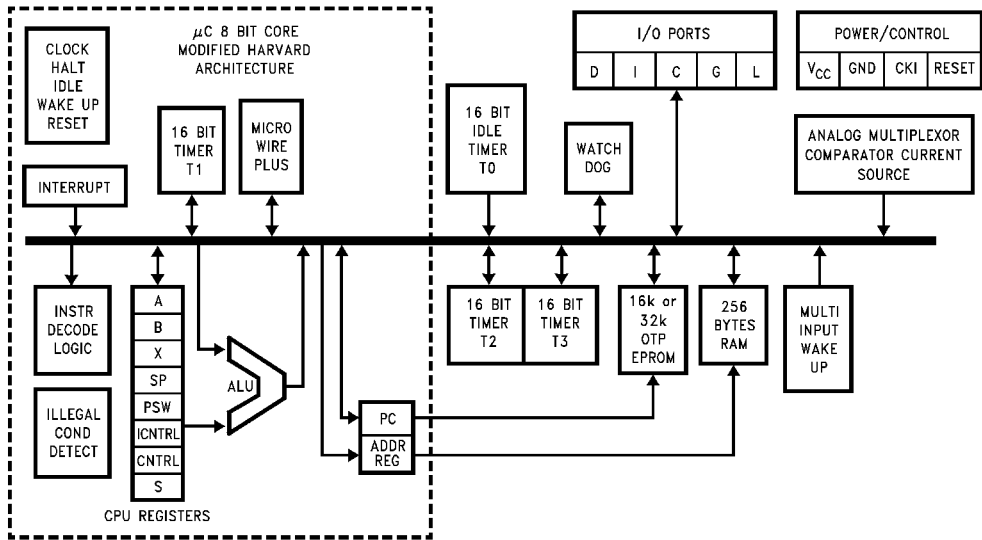 μC 8 BIT CORE
MODIFIED HARVARD
ARCHITECTURE
CLOCK
HALT
IDLE
WAKE UP
RESET
16 BIT
TIMER
T1
MICRO
WIRE
PLUS
INTERRUPT
16 BIT
IDLE
TIMER
T0
WATCH
DOG
I/O PORTS
D I C G L
POWER/CONTROL
VCC GND CKI RESET
ANALOG MULTIPLEXOR
COMPARATOR CURRENT
SOURCE
INSTR
DECODE
LOGIC
ILLEGAL
COND
DETECT
A
B
X
SP
PSW
ICNTRL
CNTRL
S
CPU REGISTERS
ALU
PC
ADDR
REG
16 BIT
TIMER
T2
16 BIT
TIMER
T3
16k or
32k
OTP
EPROM
256
BYTES
RAM
MULTI
INPUT
WAKE
UP